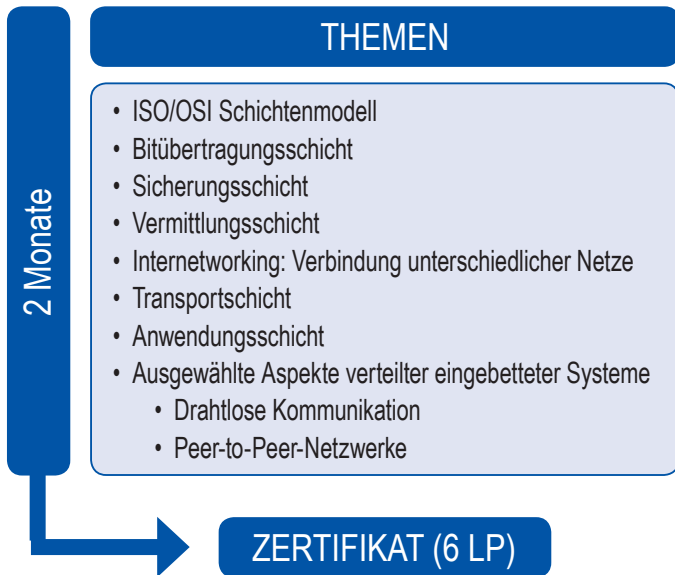 2 Monate
THEMEN
• ISO/OSI Schichtenmodell
• Bitübertragungsschicht
• Sicherungsschicht
• Vermittlungsschicht
• Internetworking: Verbindung unterschiedlicher Netze
• Transportschicht
• Anwendungsschicht
• Ausgewählte Aspekte verteilter eingebetteter Systeme
• Drahtlose Kommunikation
• Peer-to-Peer-Netzwerke
ZERTIFIKAT (6 LP)